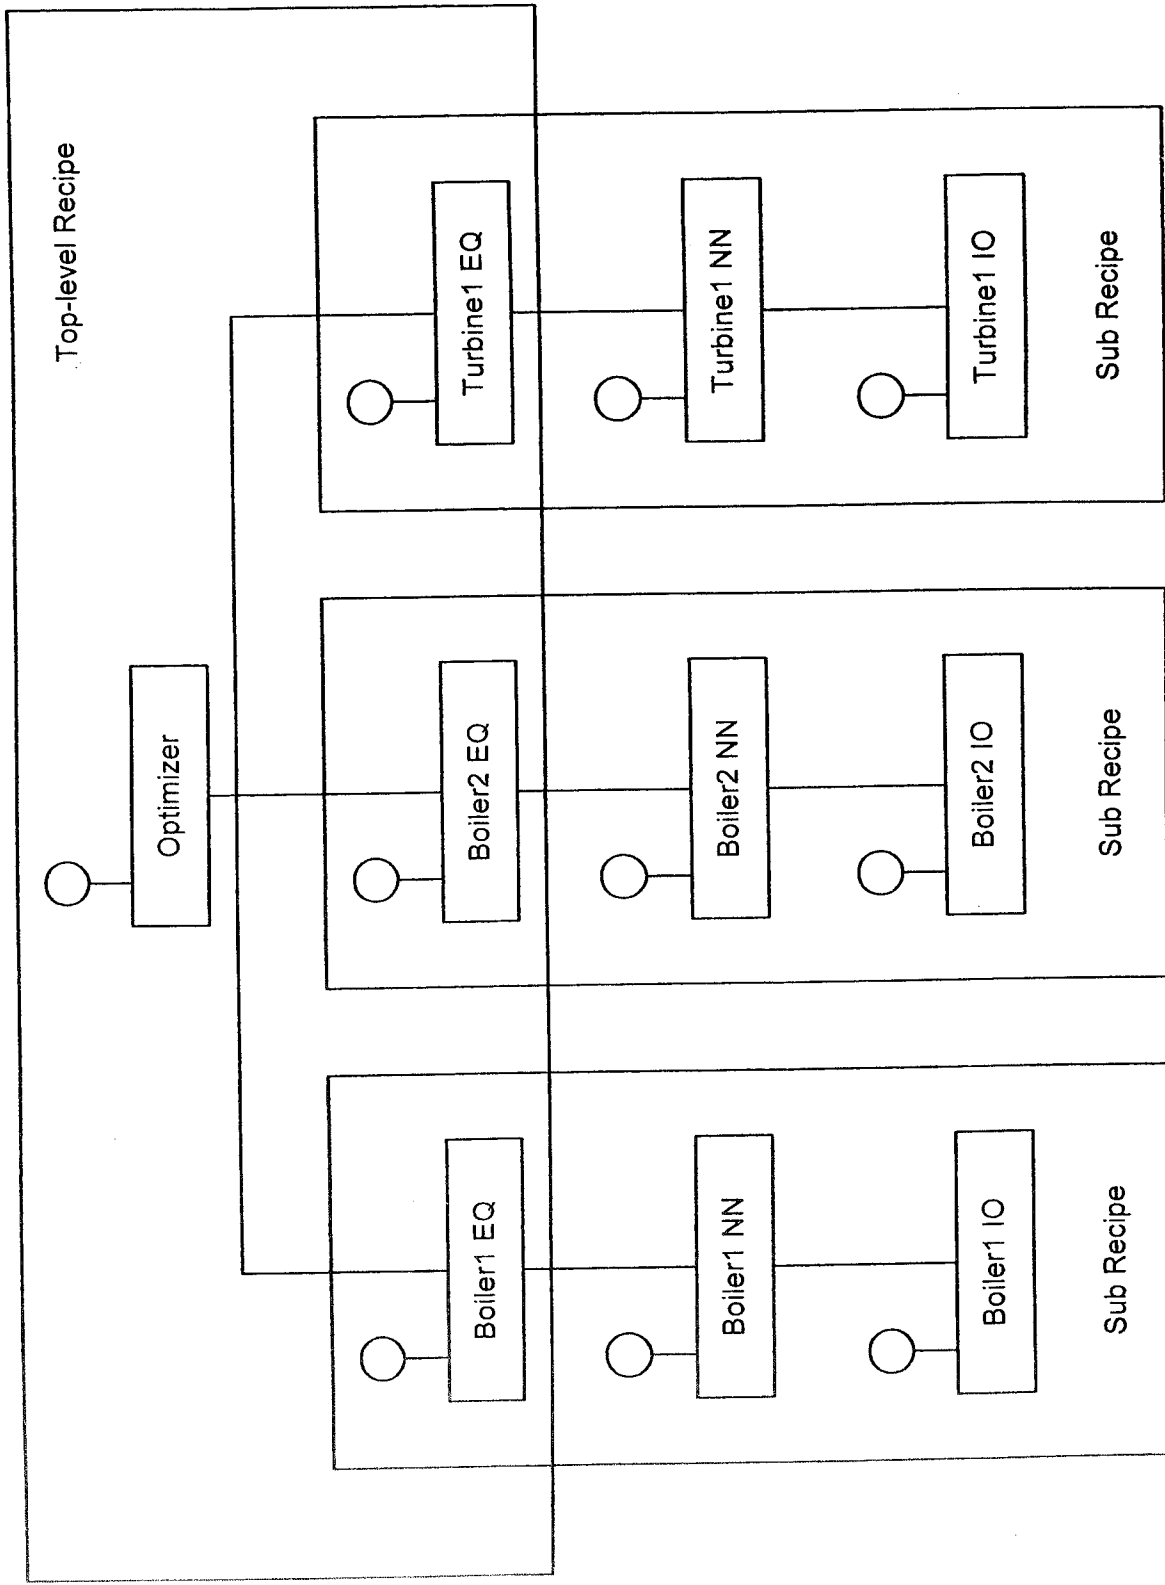 Top-level Recipe
Optimizer
Boiler1 EQ
Boiler2 EQ
Turbine1 EQ
Boiler1 NN
Boiler2 NN
Turbine1 NN
Boiler1 IO
Boiler2 IO
Turbine1 IO
Sub Recipe
Sub Recipe
Sub Recipe